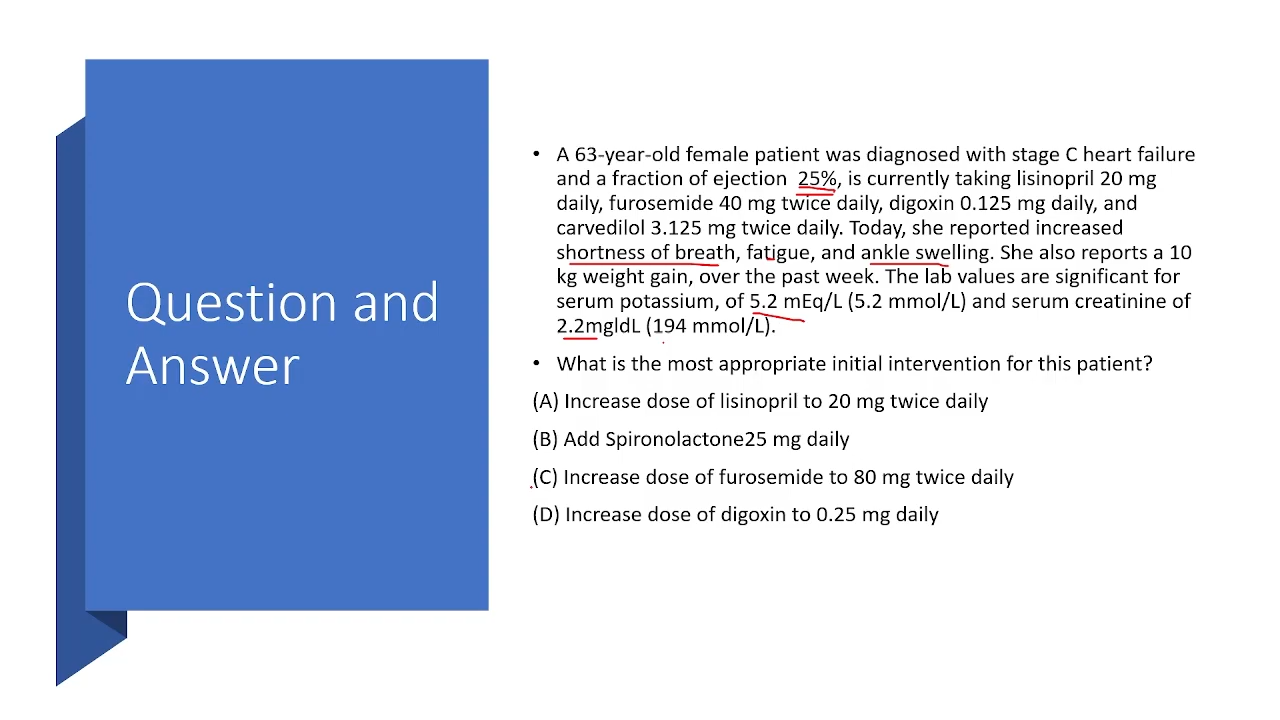 Question and
Answer
• A 63-year-old female patient was diagnosed with stage C heart failure
and a fraction of ejection 25%, is currently taking lisinopril 20 mg
daily, furosemide 40 mg twice daily, digoxin 0.125 mg daily, and
carvedilol 3.125 mg twice daily. Today, she reported increased
shortness of breath, fatigue, and ankle swelling. She also reports a 10
kg weight gain, over the past week. The lab values are significant for
serum potassium, of 5.2 mEq/L (5.2 mmol/L) and serum creatinine of
2.2mgldL (194 mmol/L).
• What is the most appropriate initial intervention for this patient?
(A) Increase dose of lisinopril to 20 mg twice daily
(B) Add Spironolactone25 mg daily
(C) Increase dose of furosemide to 80 mg twice daily
(D) Increase dose of digoxin to 0.25 mg daily